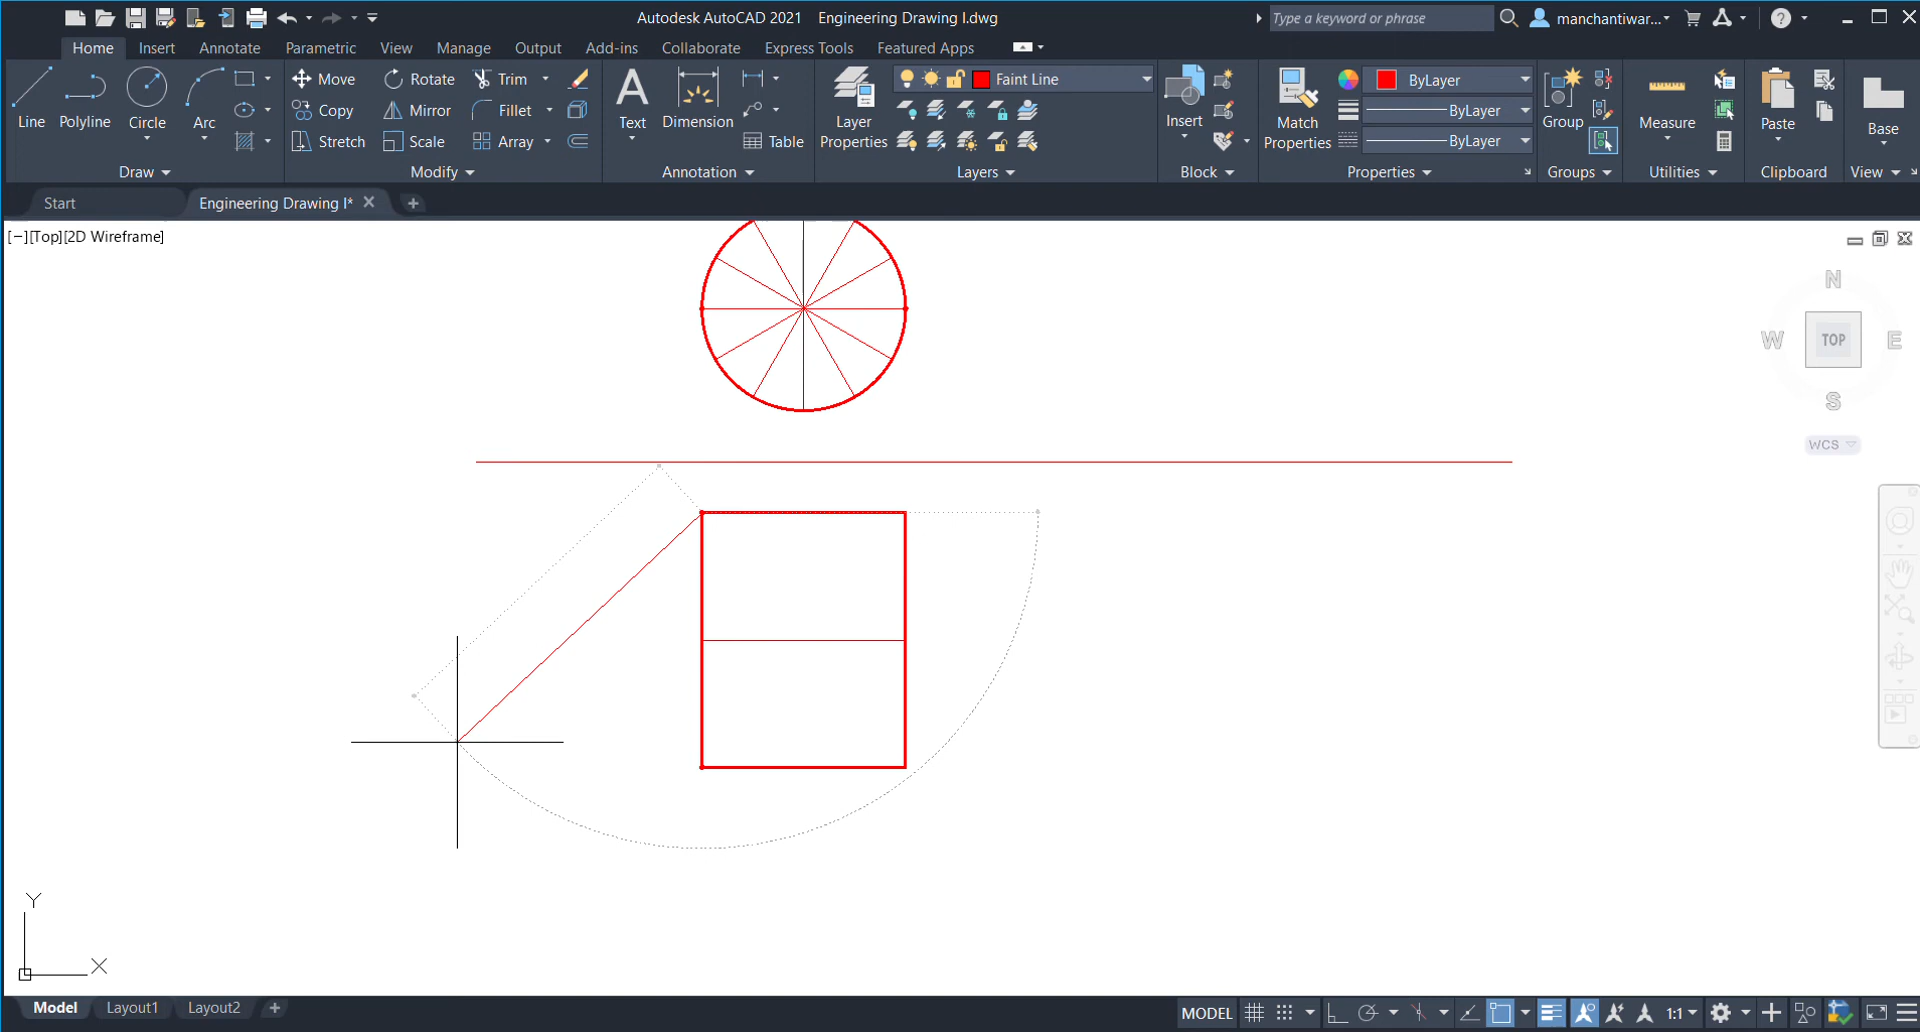 Autodesk AutoCAD 2021 Engineering Drawing I.dwg
Type a keyword or phrase
manchantiwar...
Home Insert Annotate Parametric View Manage Output Add-ins Collaborate Express Tools Featured Apps
Line Polyline Circle Arc
Move Rotate Trim
Copy Mirror Fillet
Stretch Scale Array
Text Dimension Table
Layer Properties
Faint Line
Insert
Match Properties
ByLayer
ByLayer
ByLayer
Group
Measure
Paste
Base
Draw Modify Annotation Layers Block Properties Groups Utilities Clipboard View
Start Engineering Drawing I*
[−][Top][2D Wireframe]
N
W TOP E
S
WCS
Y
X
Model Layout1 Layout2
MODEL 1:1